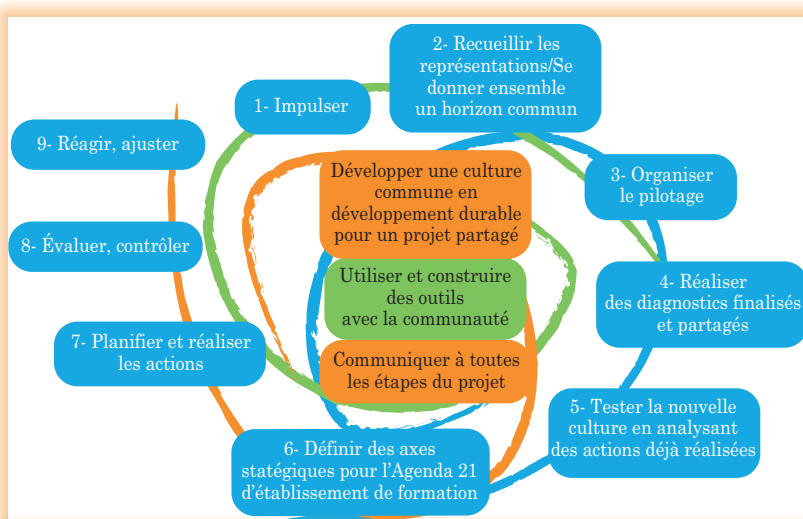 1- Impulser
2- Recueillir les
représentations/Se
donner ensemble
un horizon commun
3- Organiser
le pilotage
4- Réaliser
des diagnostics finalisés
et partagés
5- Tester la nouvelle
culture en analysant
des actions déjà réalisées
6- Définir des axes
statégiques pour l'Agenda 21
d'établissement de formation
7- Planifier et réaliser
les actions
8- Évaluer, contrôler
9- Réagir, ajuster
Développer une culture
commune en
développement durable
pour un projet partagé
Utiliser et construire
des outils
avec la communauté
Communiquer à toutes
les étapes du projet